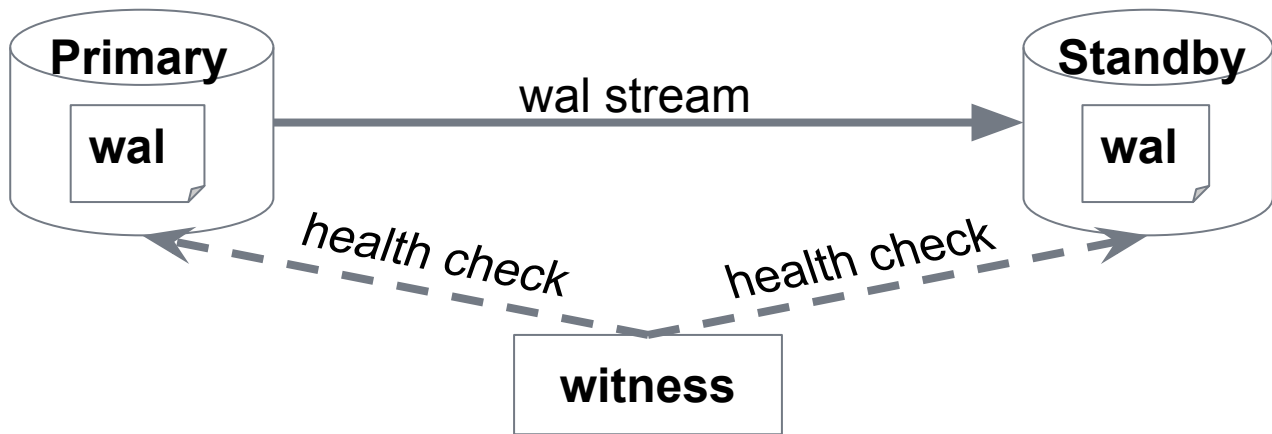 Primary
Standby
wal stream
wal
wal
health check
health check
witness